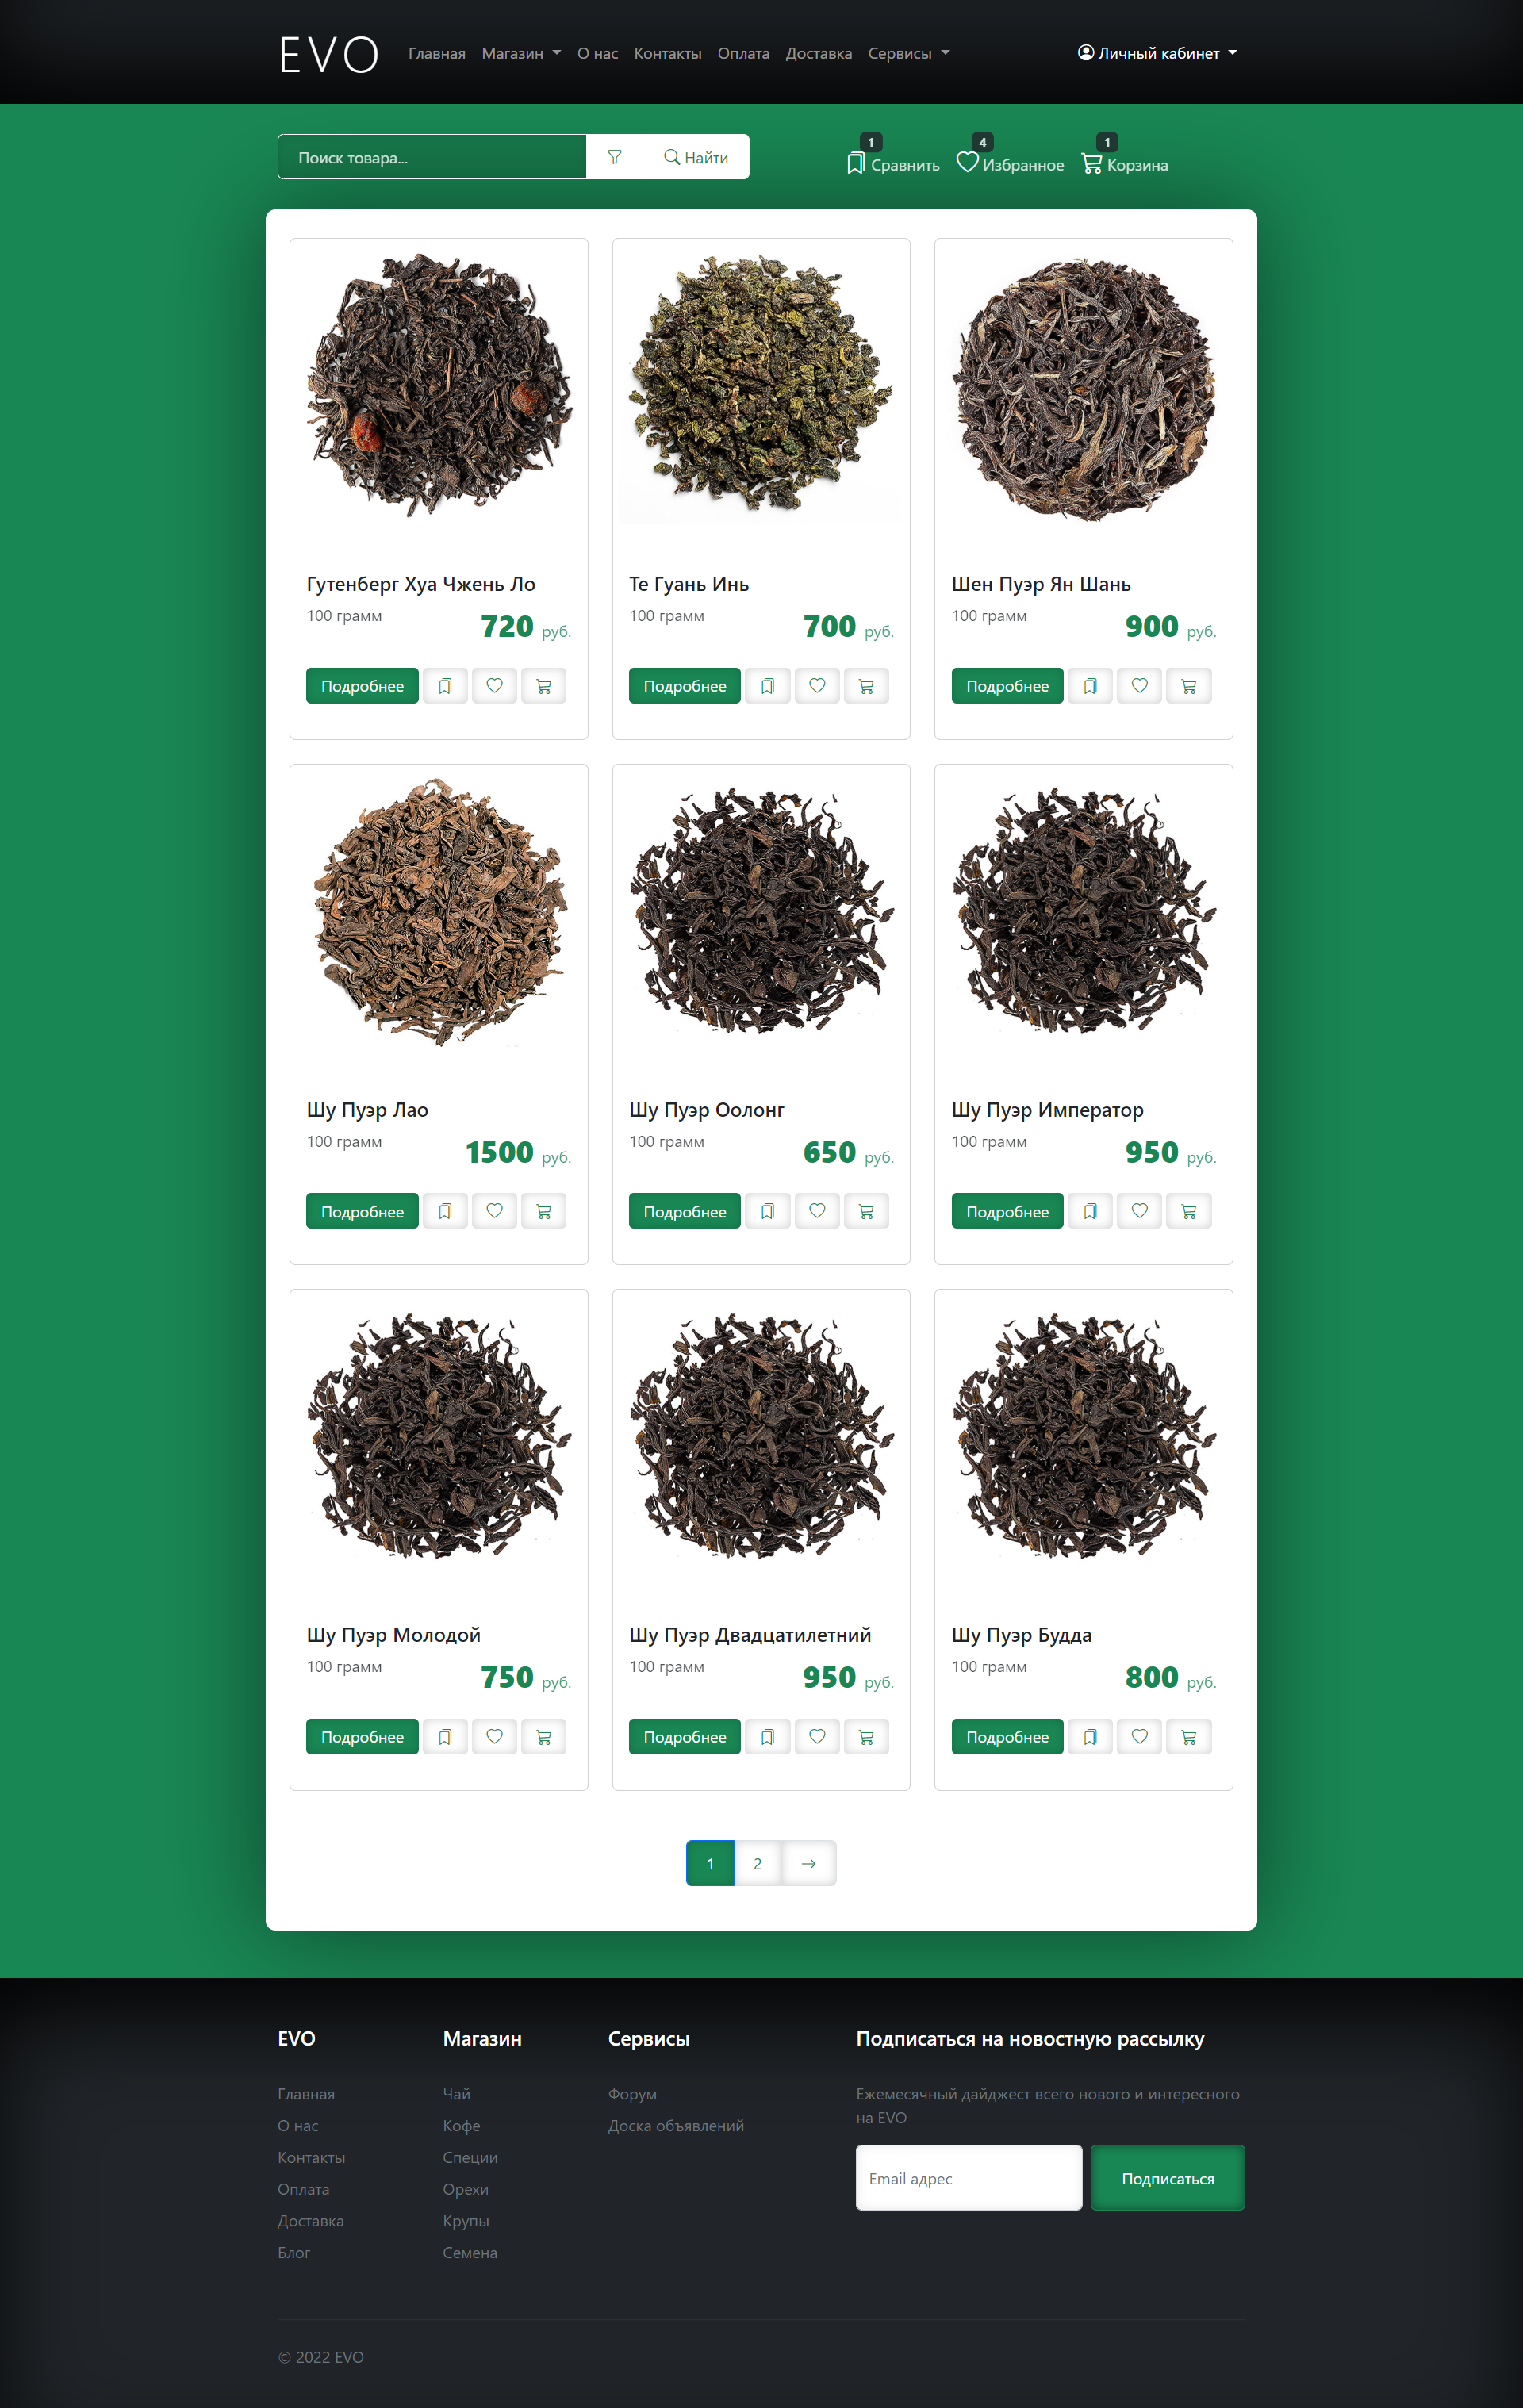 EVO
Главная Магазин О нас Контакты Оплата Доставка Сервисы Личный кабинет
Поиск товара... Найти
1 4 1
Сравнить Избранное Корзина
Гутенберг Хуа Чжень Ло
100 грамм
720 руб.
Подробнее
Те Гуань Инь
100 грамм
700 руб.
Подробнее
Шен Пуэр Ян Шань
100 грамм
900 руб.
Подробнее
Шу Пуэр Лао
100 грамм
1500 руб.
Подробнее
Шу Пуэр Оолонг
100 грамм
650 руб.
Подробнее
Шу Пуэр Император
100 грамм
950 руб.
Подробнее
Шу Пуэр Молодой
100 грамм
750 руб.
Подробнее
Шу Пуэр Двадцатилетний
100 грамм
950 руб.
Подробнее
Шу Пуэр Будда
100 грамм
800 руб.
Подробнее
1 2 →
EVO
Главная
О нас
Контакты
Оплата
Доставка
Блог
Магазин
Чай
Кофе
Специи
Орехи
Крупы
Семена
Сервисы
Форум
Доска объявлений
Подписаться на новостную рассылку
Ежемесячный дайджест всего нового и интересного
на EVO
Email адрес
Подписаться
© 2022 EVO